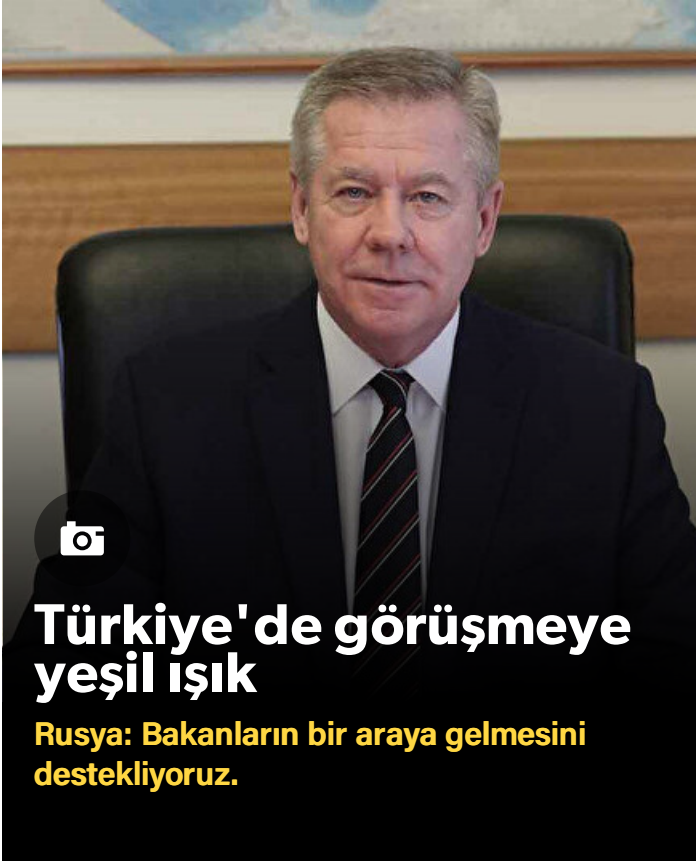 Türkiye'de görüşmeye
yeşil ışık
Rusya: Bakanların bir araya gelmesini
destekliyoruz.